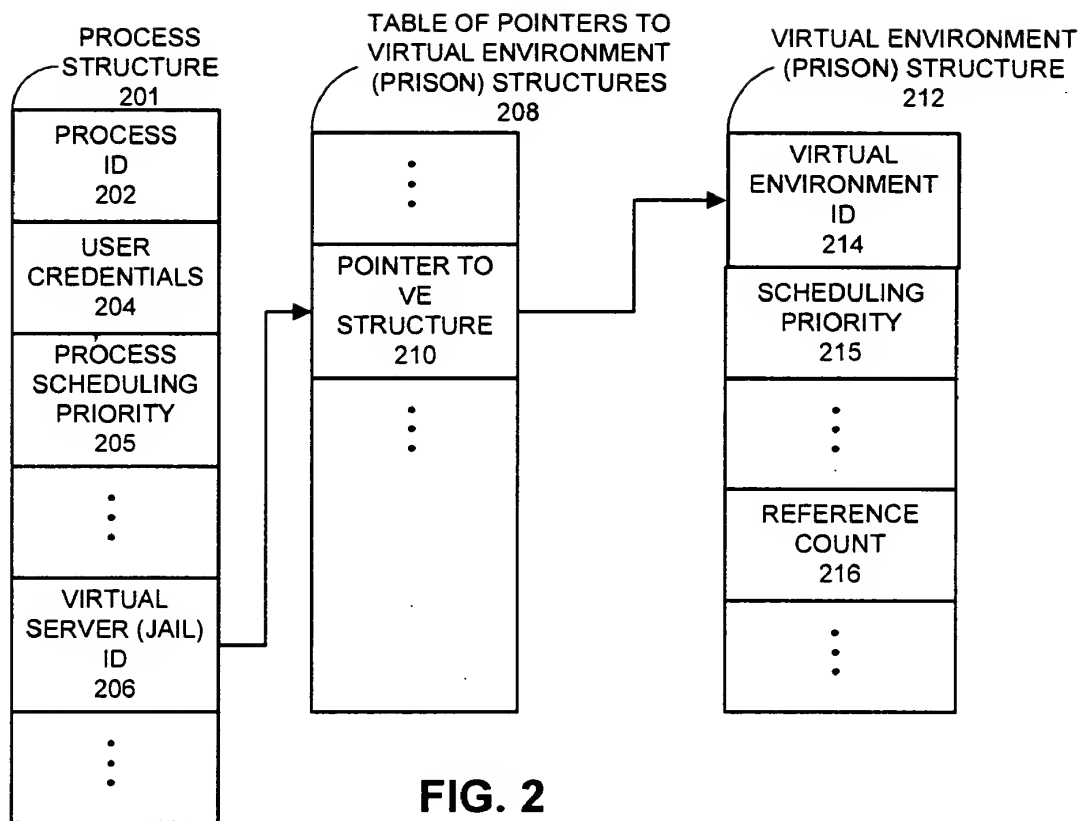 PROCESS
STRUCTURE
201
PROCESS
ID
202
USER
CREDENTIALS
204
PROCESS
SCHEDULING
PRIORITY
205
VIRTUAL
SERVER (JAIL)
ID
206
TABLE OF POINTERS TO
VIRTUAL ENVIRONMENT
(PRISON) STRUCTURES
208
POINTER TO
VE
STRUCTURE
210
VIRTUAL ENVIRONMENT
(PRISON) STRUCTURE
212
VIRTUAL
ENVIRONMENT
ID
214
SCHEDULING
PRIORITY
215
REFERENCE
COUNT
216
FIG. 2